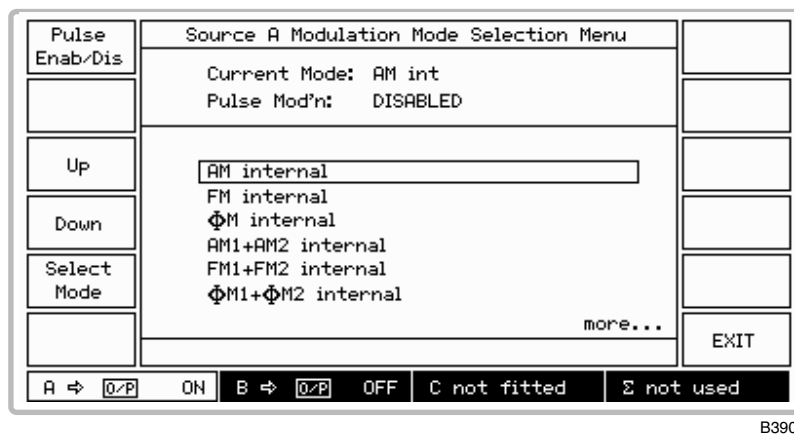 Pulse
Enab/Dis
Source A Modulation Mode Selection Menu
Current Mode: AM int
Pulse Mod'n: DISABLED
Up
Down
Select
Mode
AM internal
FM internal
ΦM internal
AM1+AM2 internal
FM1+FM2 internal
ΦM1+ΦM2 internal
more...
EXIT
A ⇨ O/P ON B ⇨ O/P OFF C not fitted Σ not used
B390